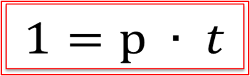 1 = p · t